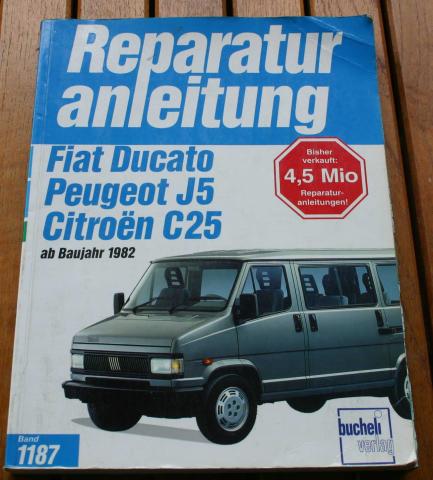 Reparatur
anleitung
Fiat Ducato
Peugeot J5
Citroën C25
ab Baujahr 1982
Bisher
verkauft:
4,5 Mio
Reparatur-
anleitungen!
Band
1187
bucheli
verlag